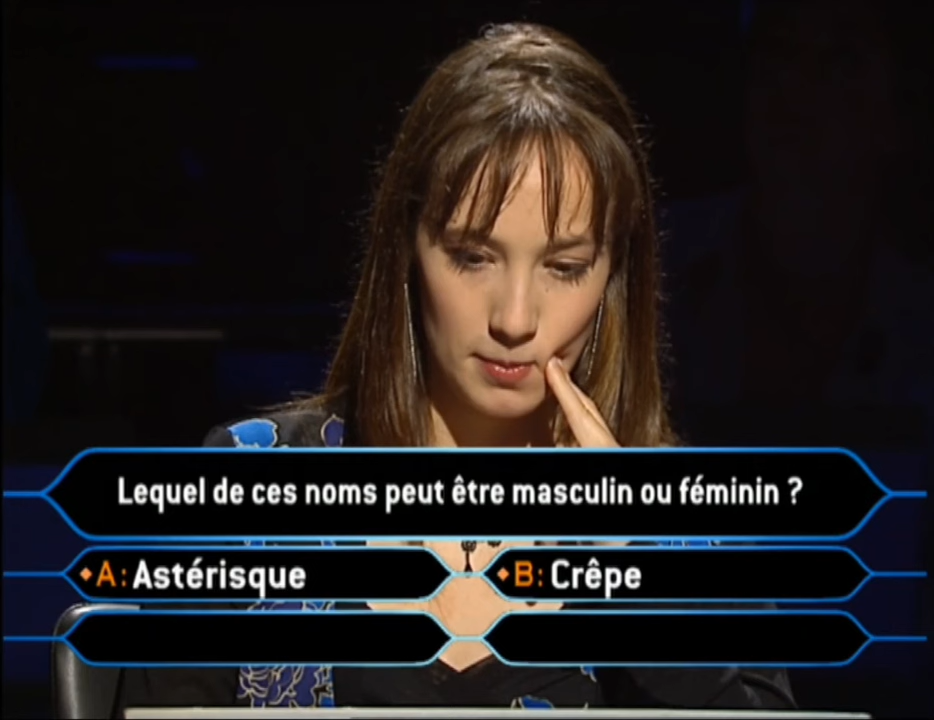 Lequel de ces noms peut être masculin ou féminin ?
A: Astérisque
B: Crêpe